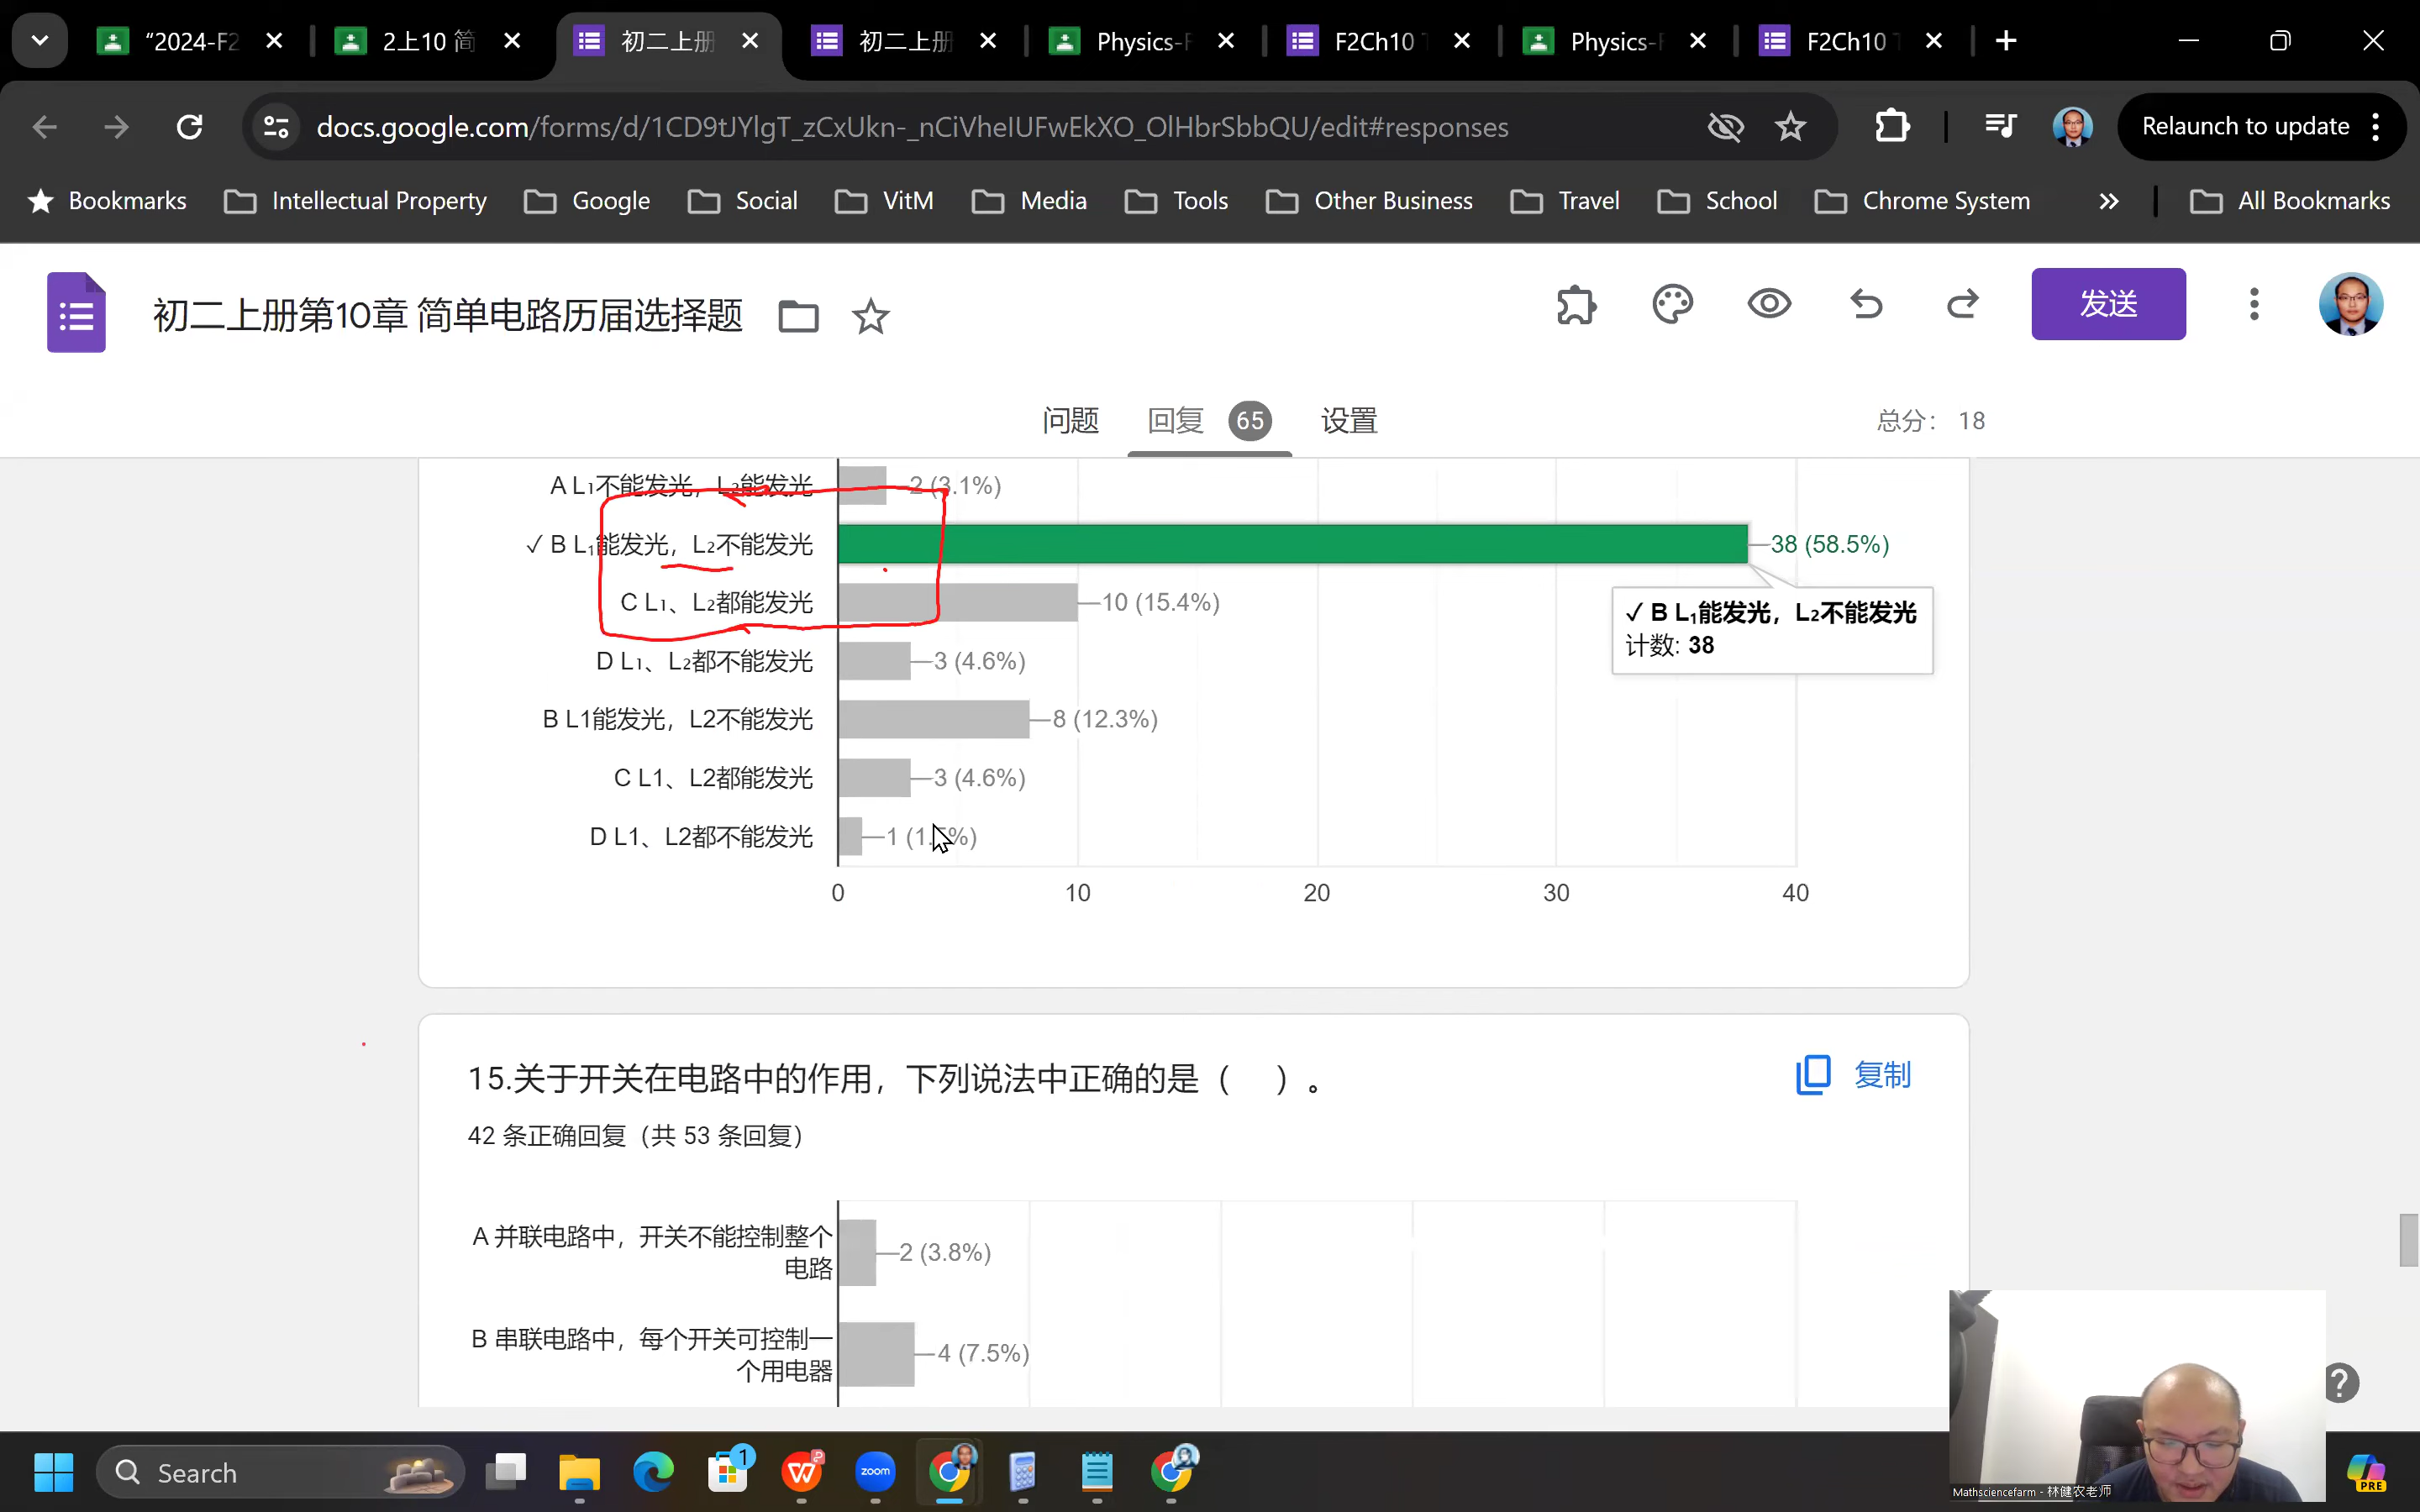 “2024-F2
2上10 简
初二上册
初二上册
Physics-F
F2Ch10 T
Physics-F
F2Ch10 T
docs.google.com/forms/d/1CD9tJYlgT_zCxUkn-_nCiVheIUFwEkXO_OlHbrSbbQU/edit#responses
Relaunch to update
Bookmarks
Intellectual Property
Google
Social
VitM
Media
Tools
Other Business
Travel
School
Chrome System
All Bookmarks
初二上册第10章 简单电路历届选择题
发送
问题
回复 65
设置
总分： 18
A L₁不能发光，L₂能发光 2 (3.1%)
✓ B L₁能发光，L₂不能发光 38 (58.5%)
C L₁、L₂都能发光 10 (15.4%)
✓ B L₁能发光，L₂不能发光
计数: 38
D L₁、L₂都不能发光 3 (4.6%)
B L1能发光，L2不能发光 8 (12.3%)
C L1、L2都能发光 3 (4.6%)
D L1、L2都不能发光 1 (1.5%)
0 10 20 30 40
15.关于开关在电路中的作用，下列说法中正确的是（ ）。
复制
42 条正确回复（共 53 条回复）
A 并联电路中，开关不能控制整个
电路
2 (3.8%)
B 串联电路中，每个开关可控制一
个用电器
4 (7.5%)
Search
1
zoom
PRE
Mathsciencefarm - 林健农老师